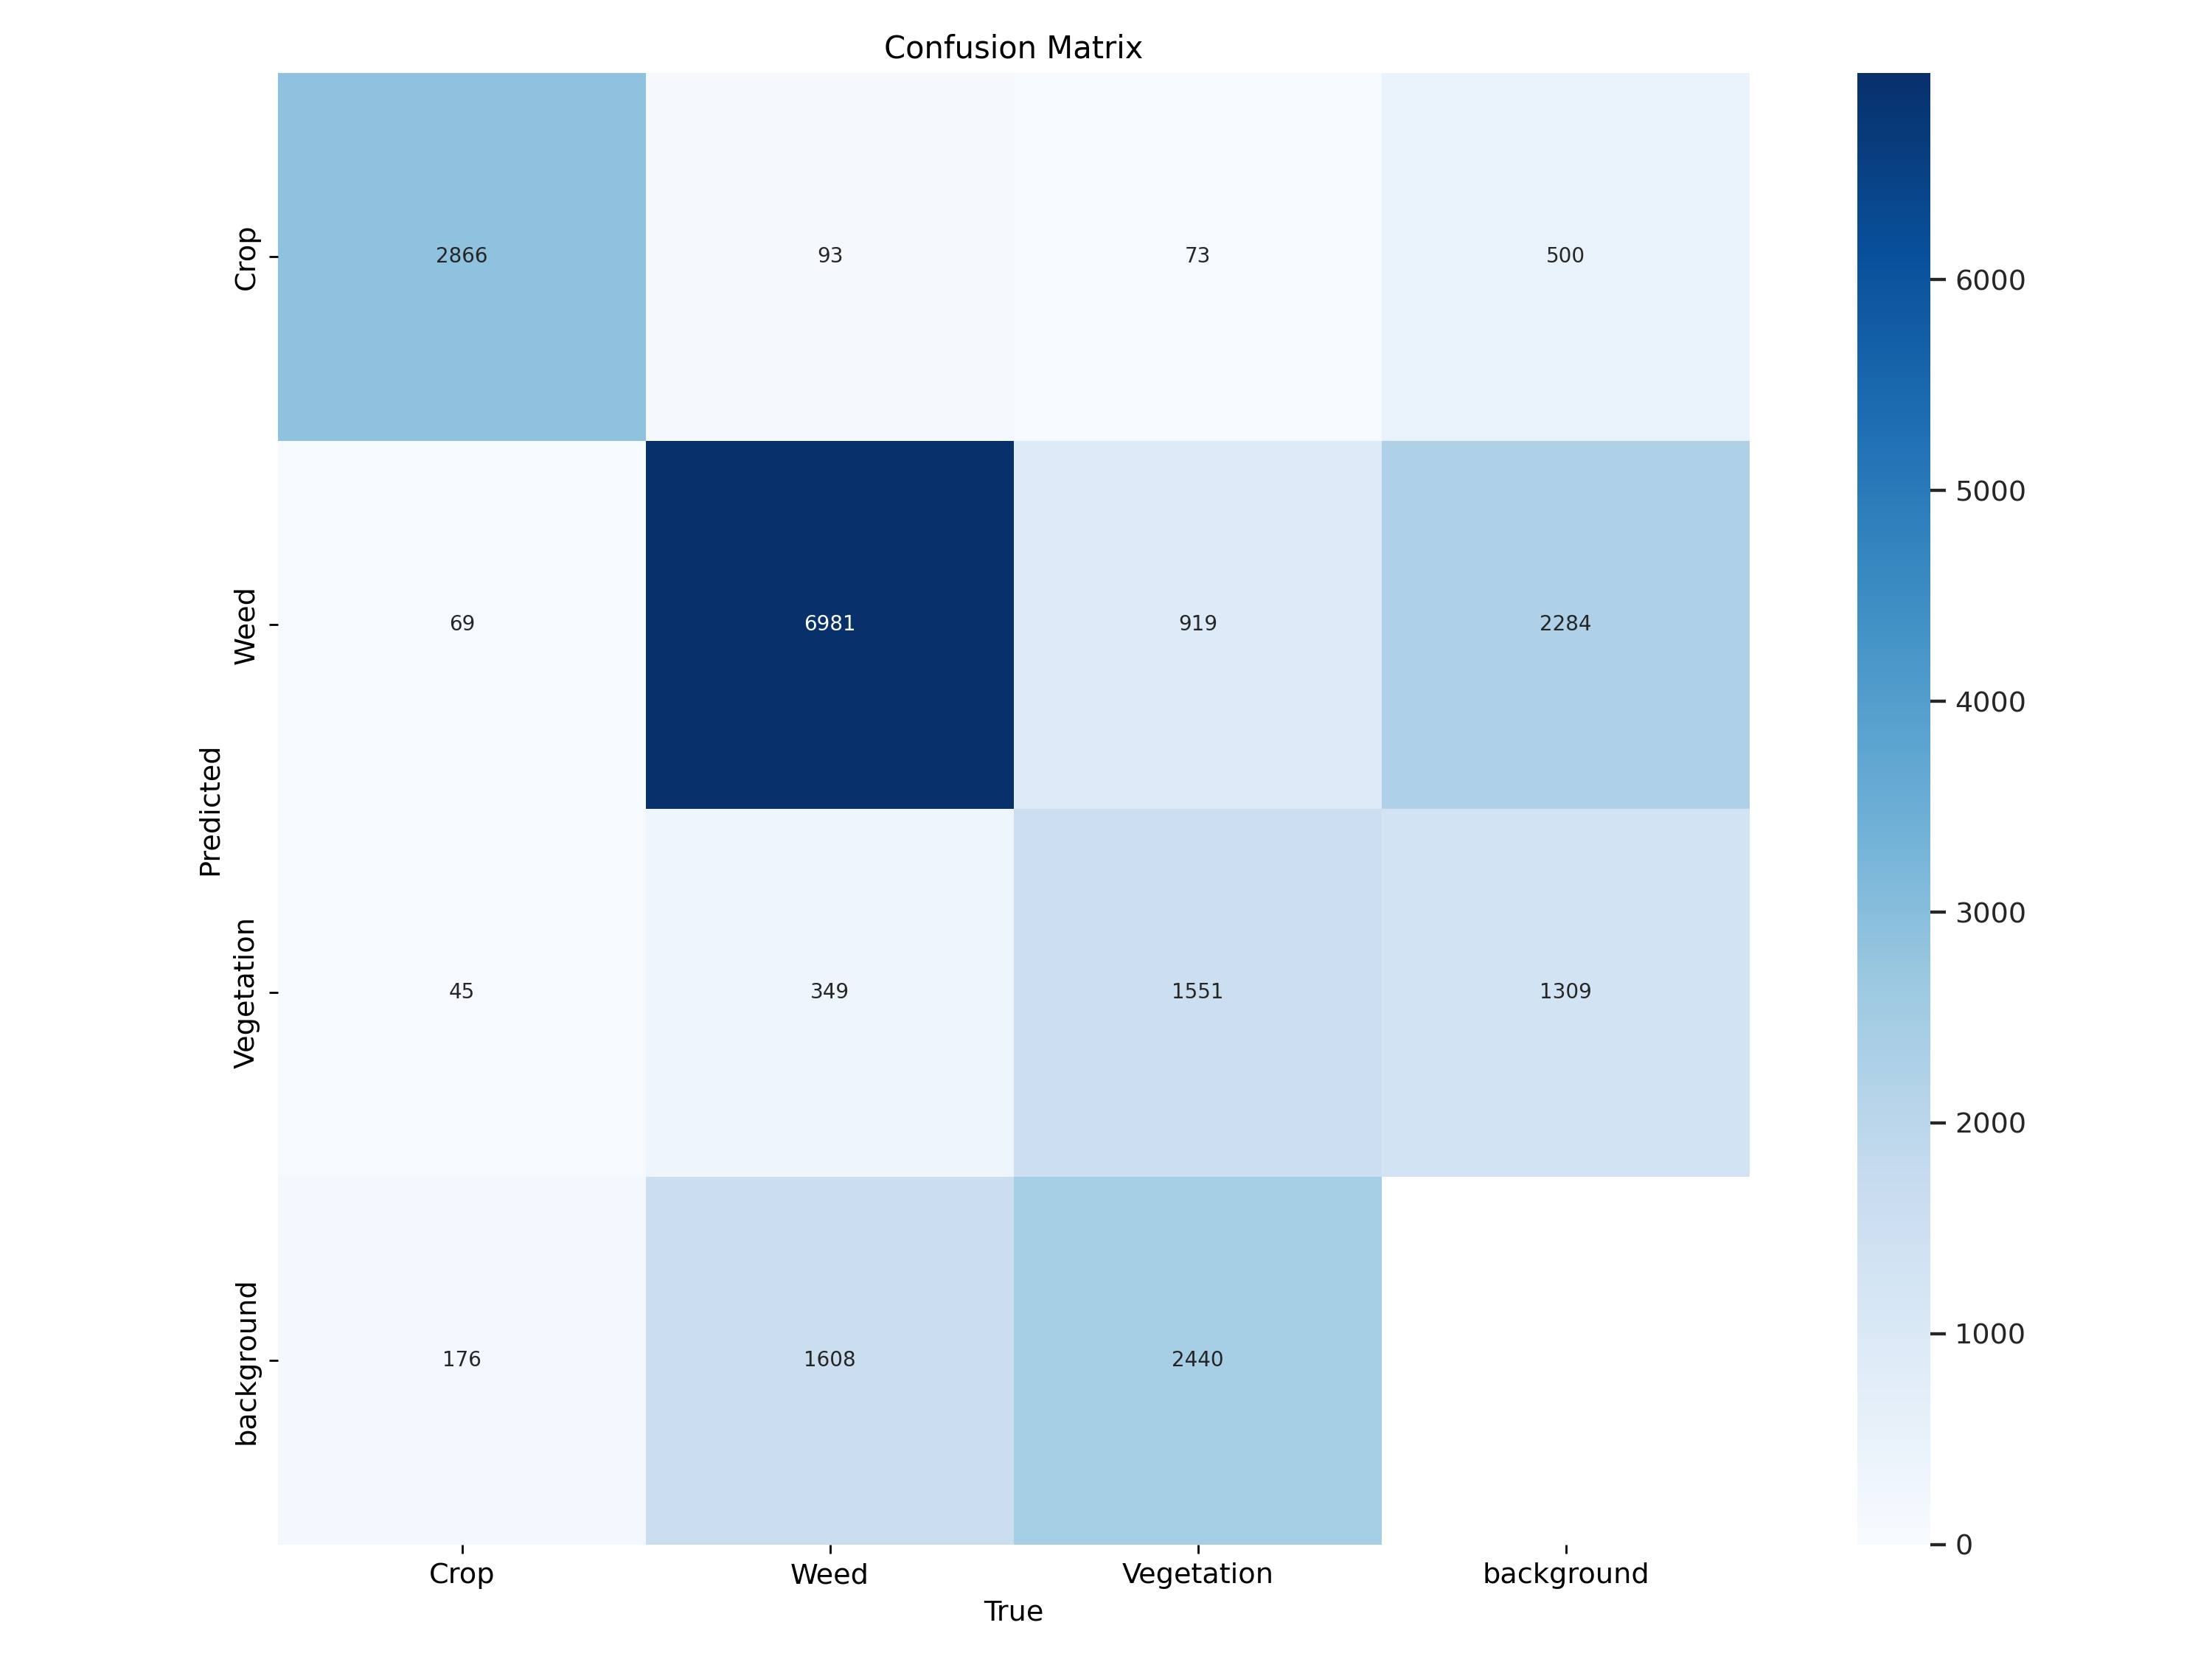 Confusion Matrix
Crop
2866
93
73
500
Weed
69
6981
919
2284
Vegetation
45
349
1551
1309
background
176
1608
2440
Predicted
Crop
Weed
Vegetation
background
True
6000
5000
4000
3000
2000
1000
0